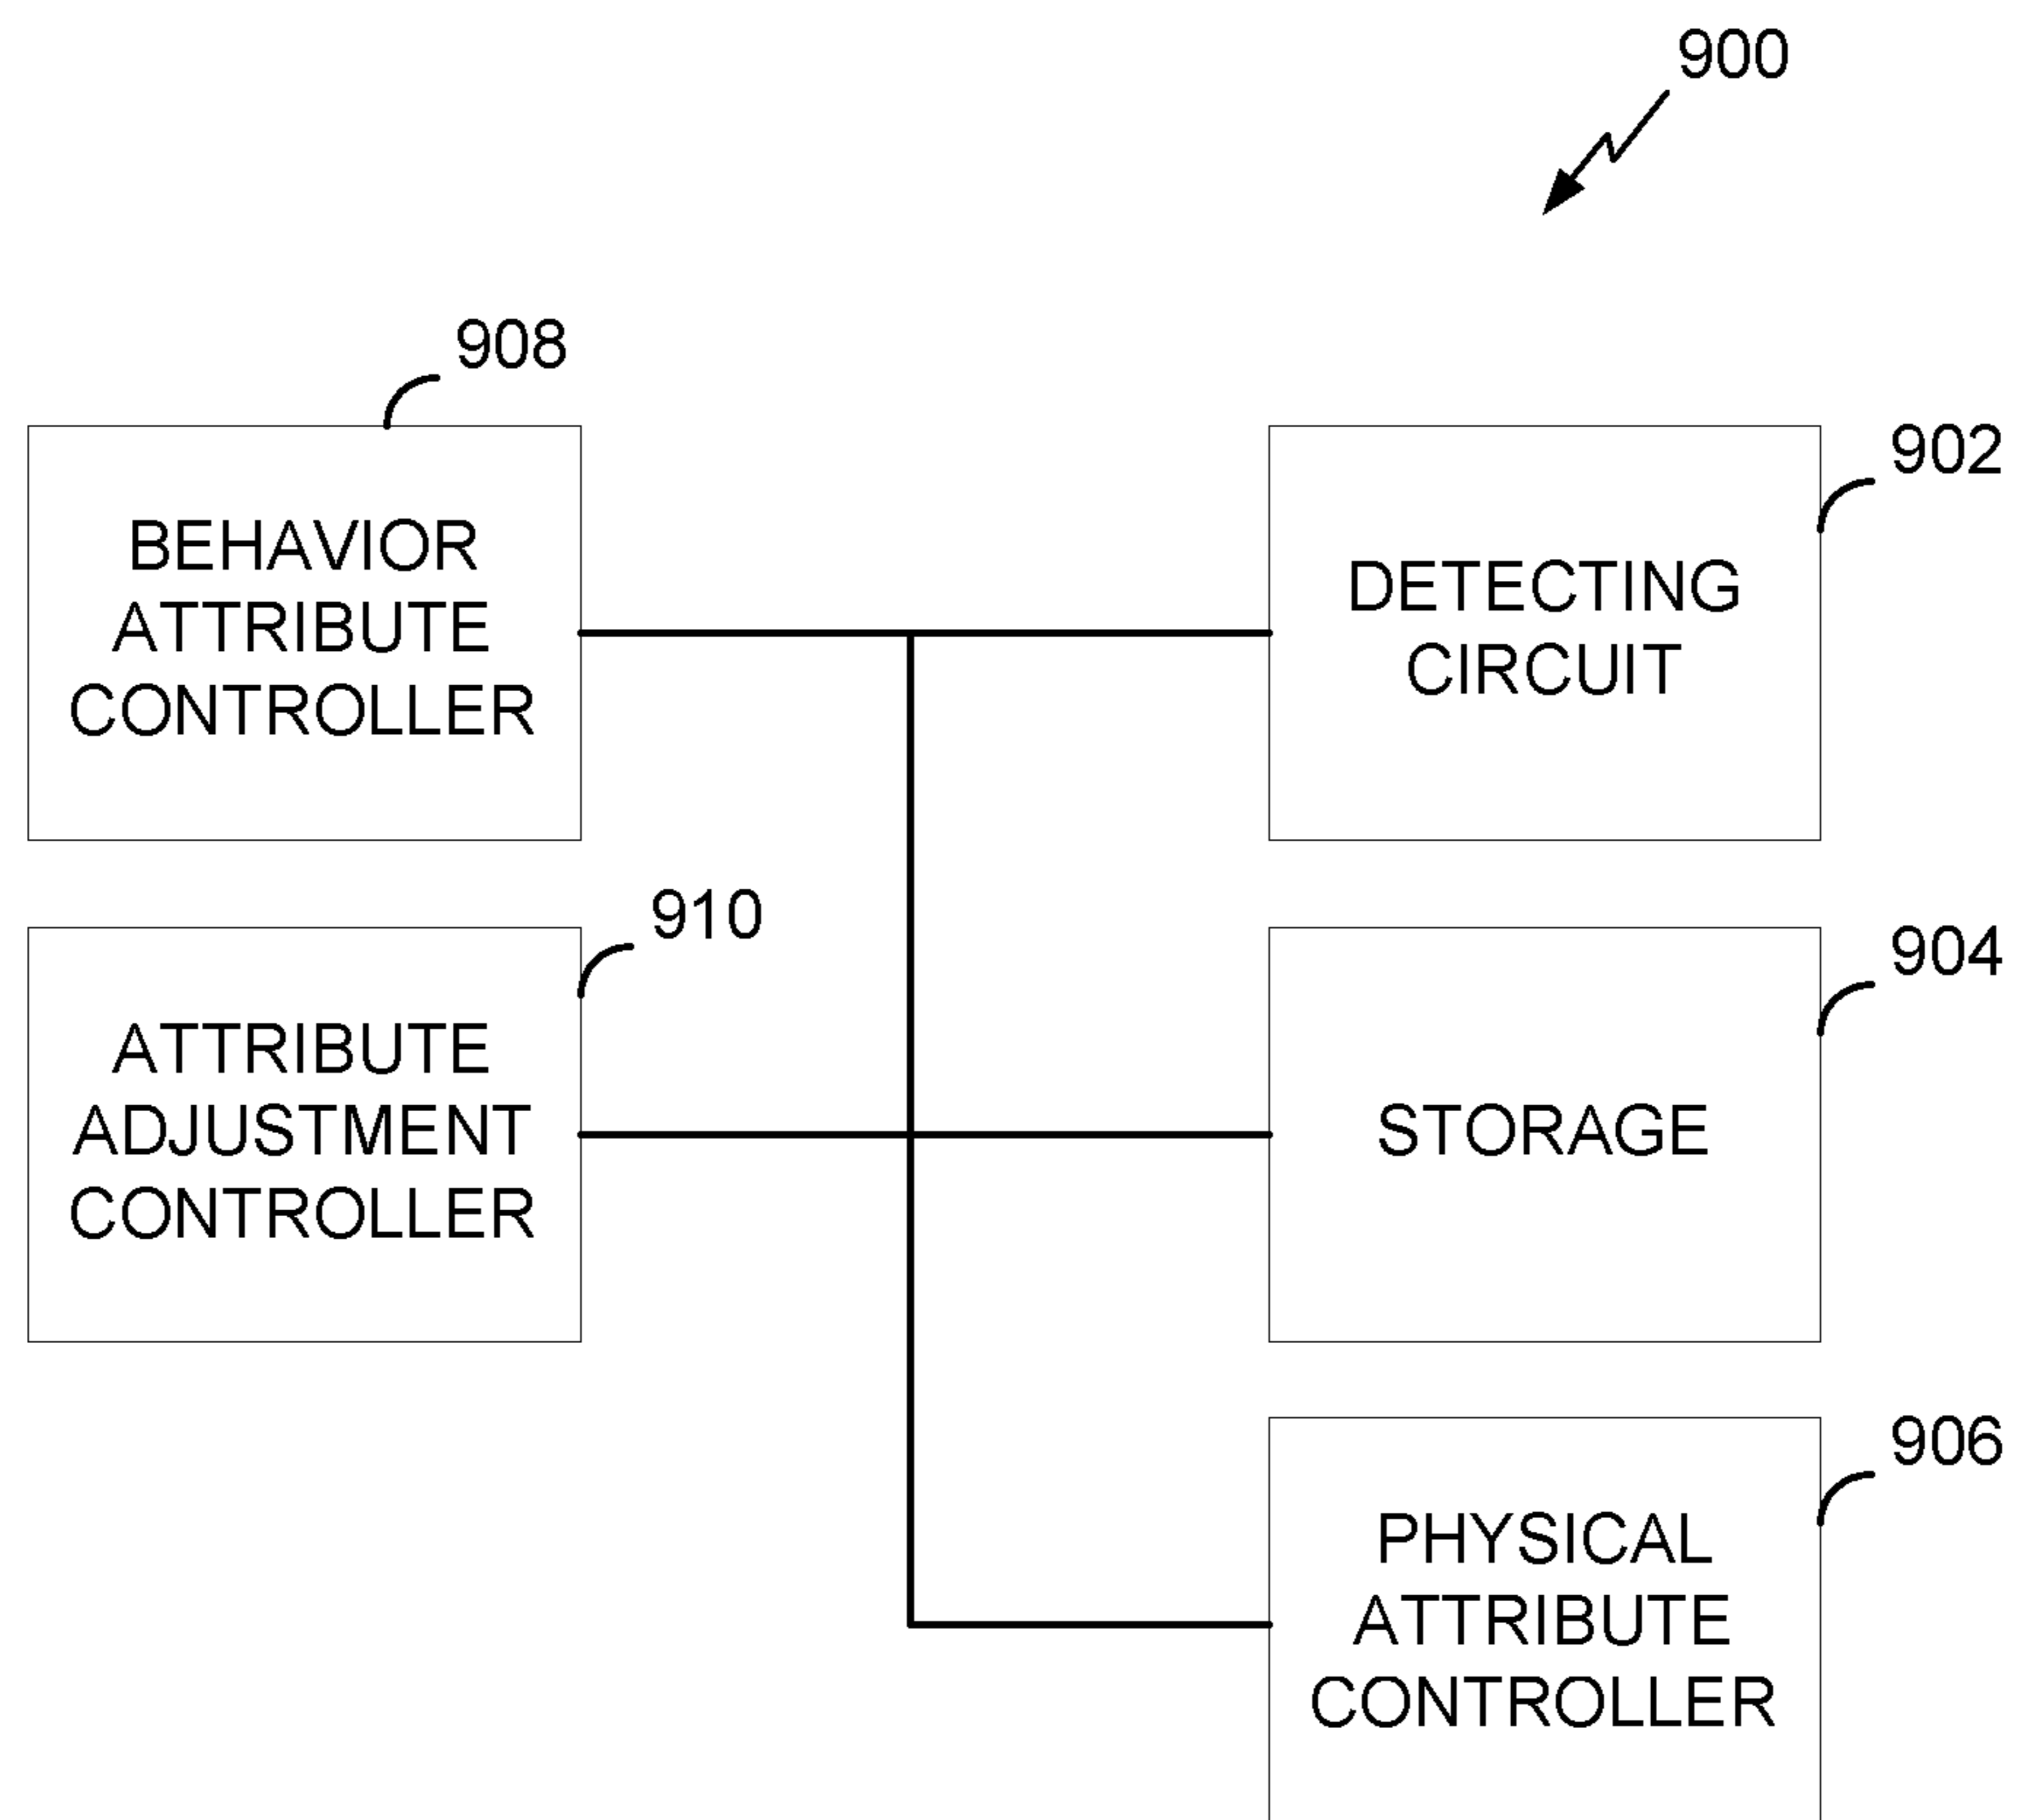 900
908
BEHAVIOR
ATTRIBUTE
CONTROLLER
902
DETECTING
CIRCUIT
910
ATTRIBUTE
ADJUSTMENT
CONTROLLER
904
STORAGE
906
PHYSICAL
ATTRIBUTE
CONTROLLER